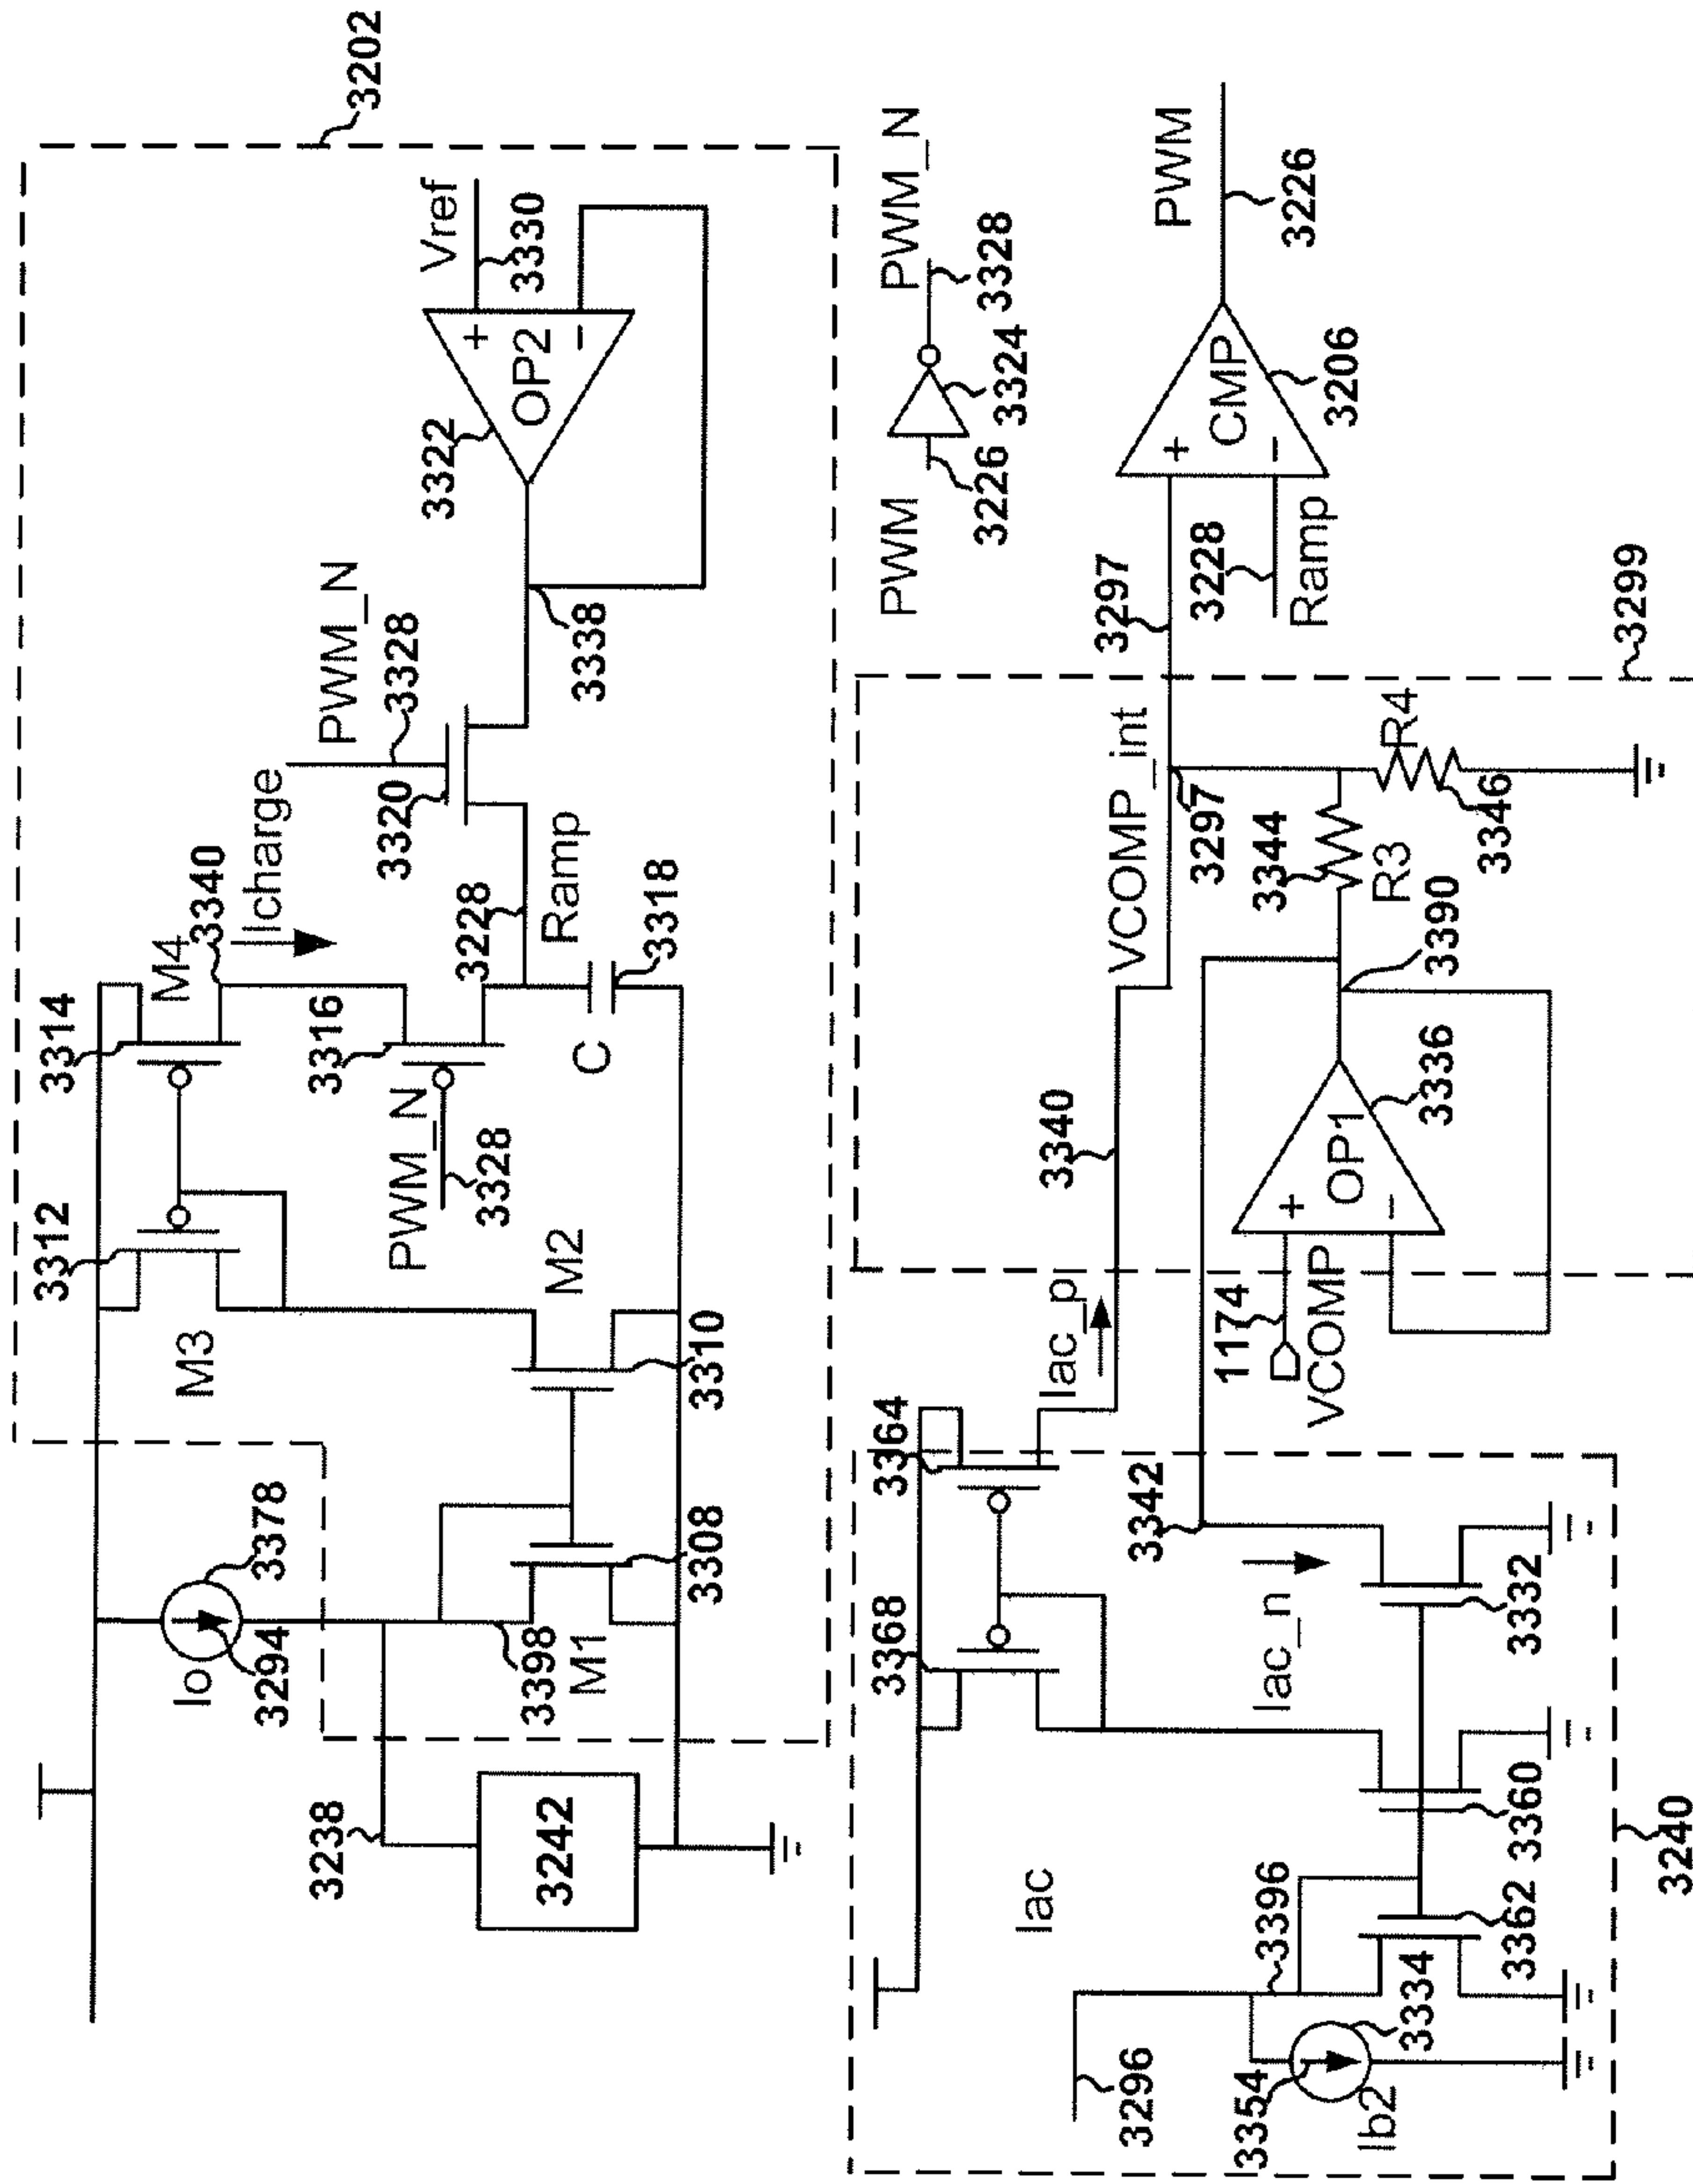 3202
3314
M4
3340
Icharge
PWM_N
3328
3320
3322
Vref
3330
OP2
+
−
3338
3312
M3
3316
PWM_N
3328
3228
Ramp
C
3318
M2
3310
3378
Io
3294
3398
M1
3308
3238
3242
PWM
3226
3324
PWM_N
3328
PWM
3226
CMP
+
−
3206
3297
3228
Ramp
3299
VCOMP_int
3297
3344
R3
R4
3346
3390
3340
Iac_p
OP1
+
−
3336
1174
VCOMP
3364
3368
3342
Iac_n
3332
3360
Iac
3396
3362
3334
3296
3354
Ib2
3240